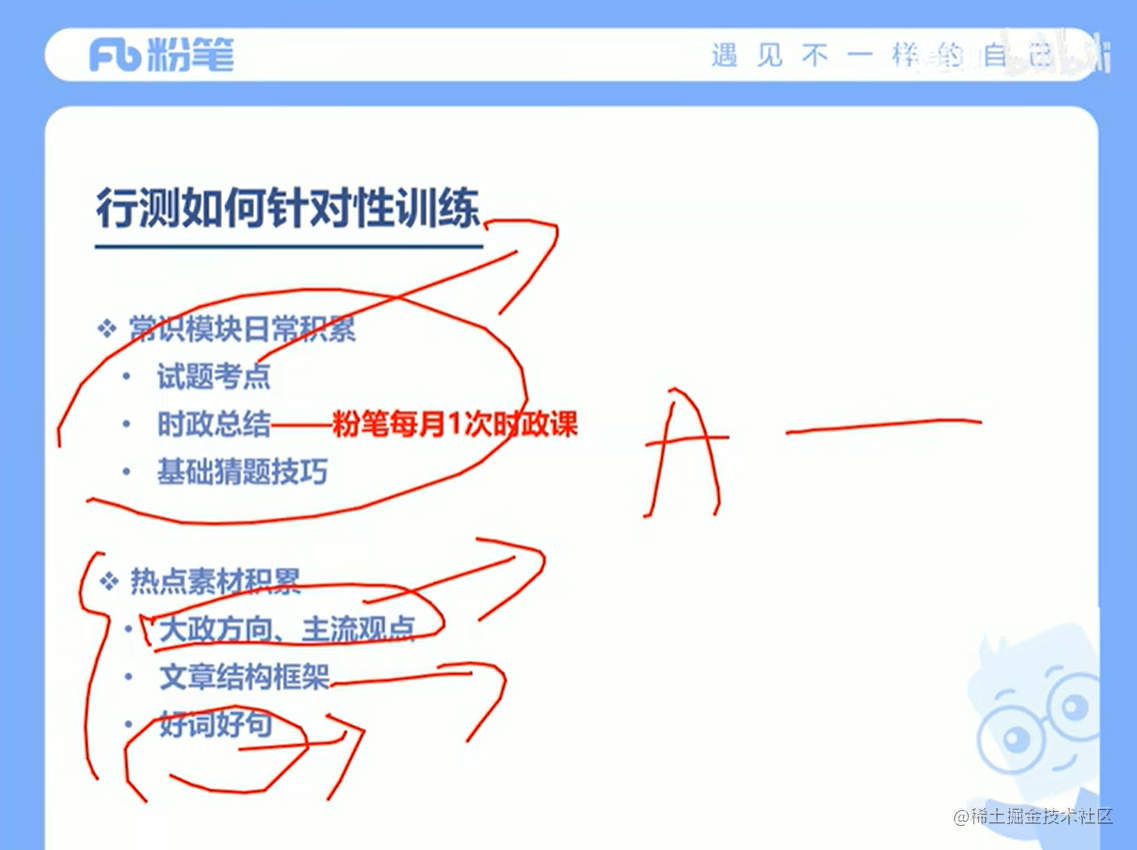 Fb 粉笔
遇见不一样的自己
bilibili
行测如何针对性训练
❖ 常识模块日常积累
• 试题考点
• 时政总结——粉笔每月1次时政课
• 基础猜题技巧
A —
❖ 热点素材积累
• 大政方向、主流观点
• 文章结构框架
• 好词好句
@稀土掘金技术社区